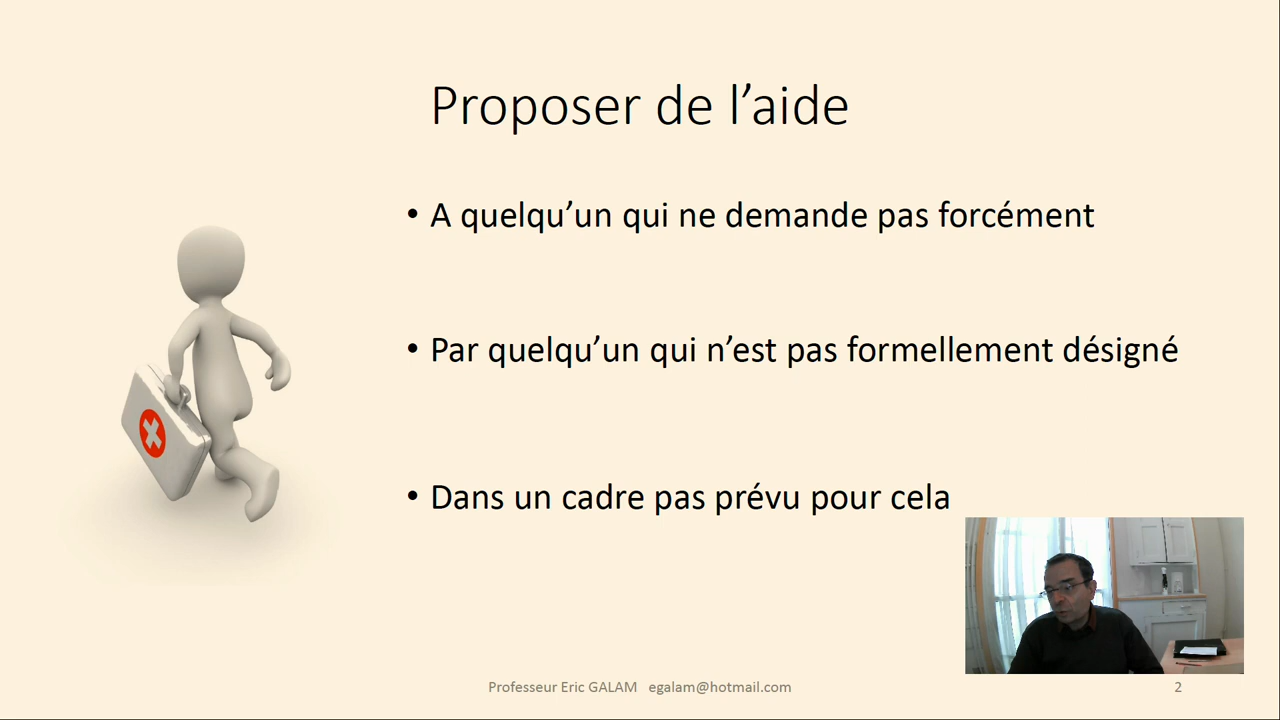 Proposer de l’aide
• A quelqu’un qui ne demande pas forcément
• Par quelqu’un qui n’est pas formellement désigné
• Dans un cadre pas prévu pour cela
Professeur Eric GALAM egalam@hotmail.com
2